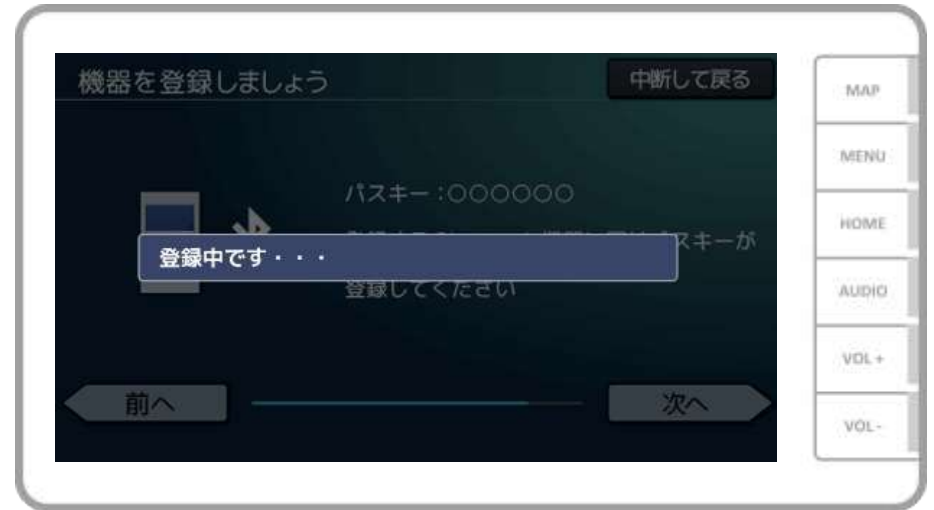 機器を登録しましょう
中断して戻る
パスキー：○○○○○○
スキーが
登録中です・・・
登録してください
前へ
次へ
MAP
MENU
HOME
AUDIO
VOL +
VOL -